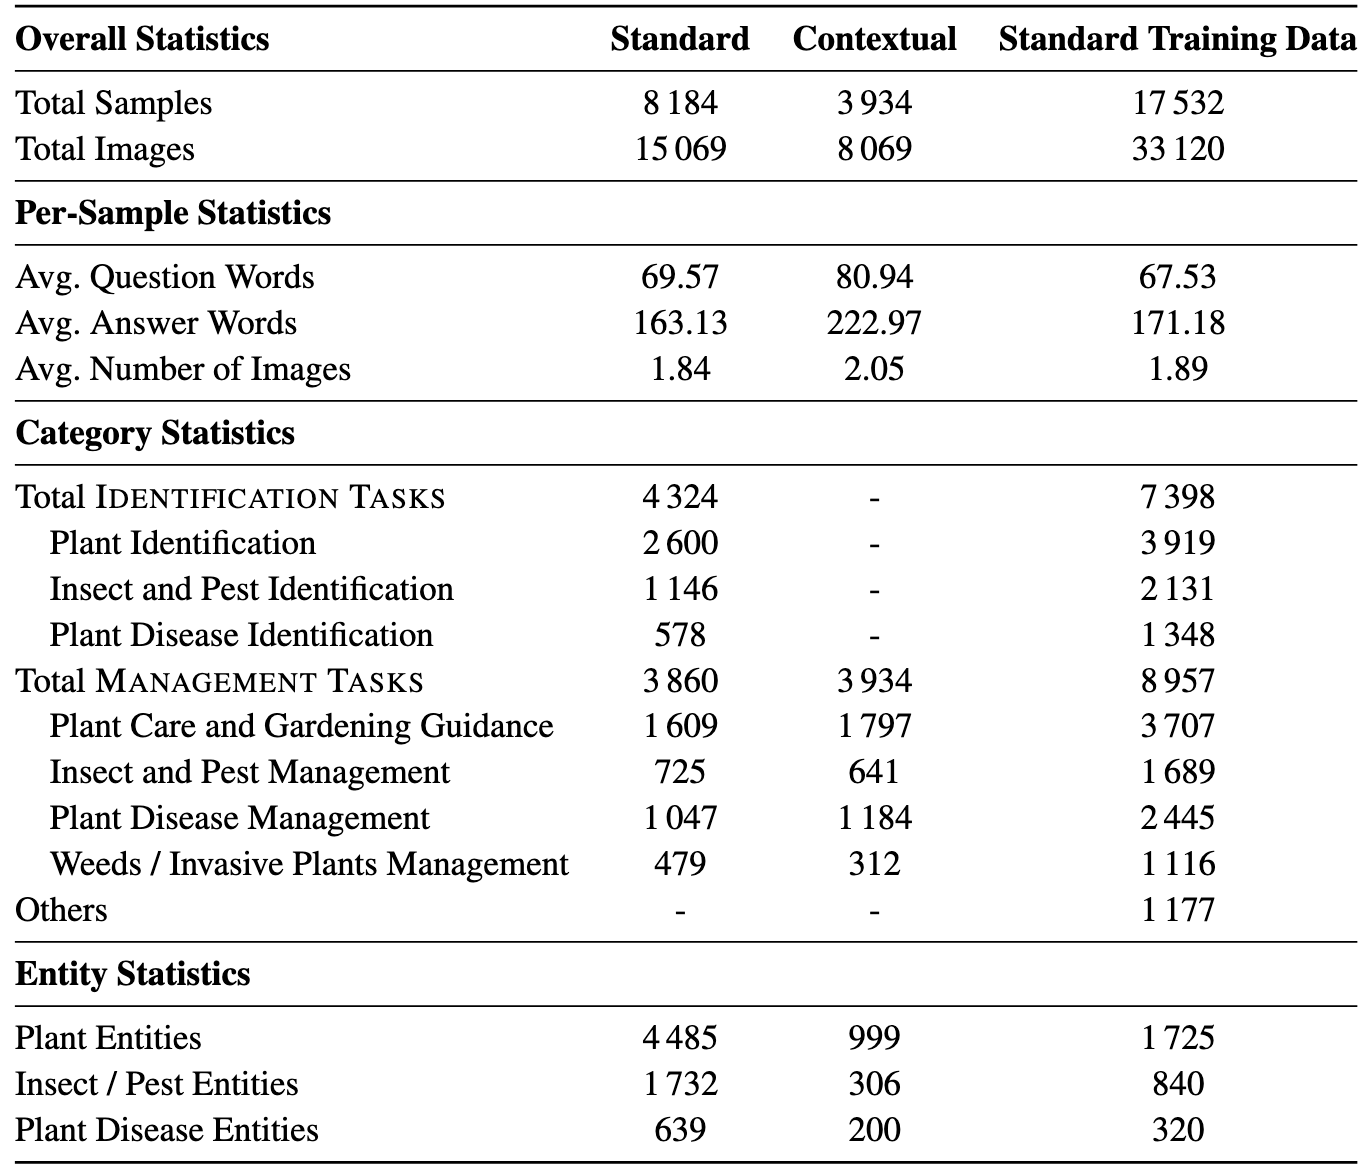 Overall Statistics Standard Contextual Standard Training Data
Total Samples 8 184 3 934 17 532
Total Images 15 069 8 069 33 120
Per-Sample Statistics
Avg. Question Words 69.57 80.94 67.53
Avg. Answer Words 163.13 222.97 171.18
Avg. Number of Images 1.84 2.05 1.89
Category Statistics
Total IDENTIFICATION TASKS 4 324 - 7 398
Plant Identification 2 600 - 3 919
Insect and Pest Identification 1 146 - 2 131
Plant Disease Identification 578 - 1 348
Total MANAGEMENT TASKS 3 860 3 934 8 957
Plant Care and Gardening Guidance 1 609 1 797 3 707
Insect and Pest Management 725 641 1 689
Plant Disease Management 1 047 1 184 2 445
Weeds / Invasive Plants Management 479 312 1 116
Others - - 1 177
Entity Statistics
Plant Entities 4 485 999 1 725
Insect / Pest Entities 1 732 306 840
Plant Disease Entities 639 200 320